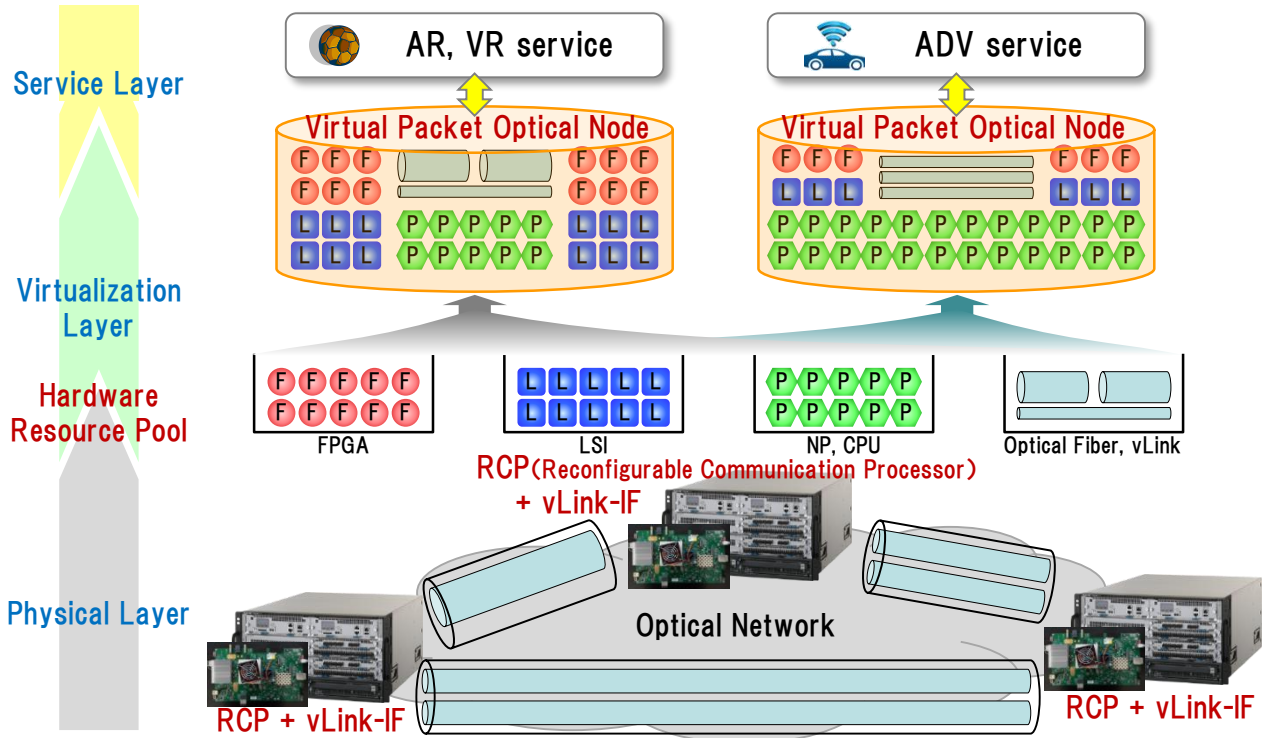 AR, VR service
ADV service
Service Layer
Virtual Packet Optical Node
Virtual Packet Optical Node
F F F F F F
F F F F F F
F F F F F F
L L L L L L
L L L P P P P P L L L
P P P P P P P P P P P P
L L L P P P P P L L L
P P P P P P P P P P P P
Virtualization
Layer
Hardware
Resource Pool
F F F F F
L L L L L
P P P P P
F F F F F
L L L L L
P P P P P
FPGA
LSI
NP, CPU
Optical Fiber, vLink
RCP(Reconfigurable Communication Processor)
+ vLink-IF
Physical Layer
Optical Network
RCP + vLink-IF
RCP + vLink-IF